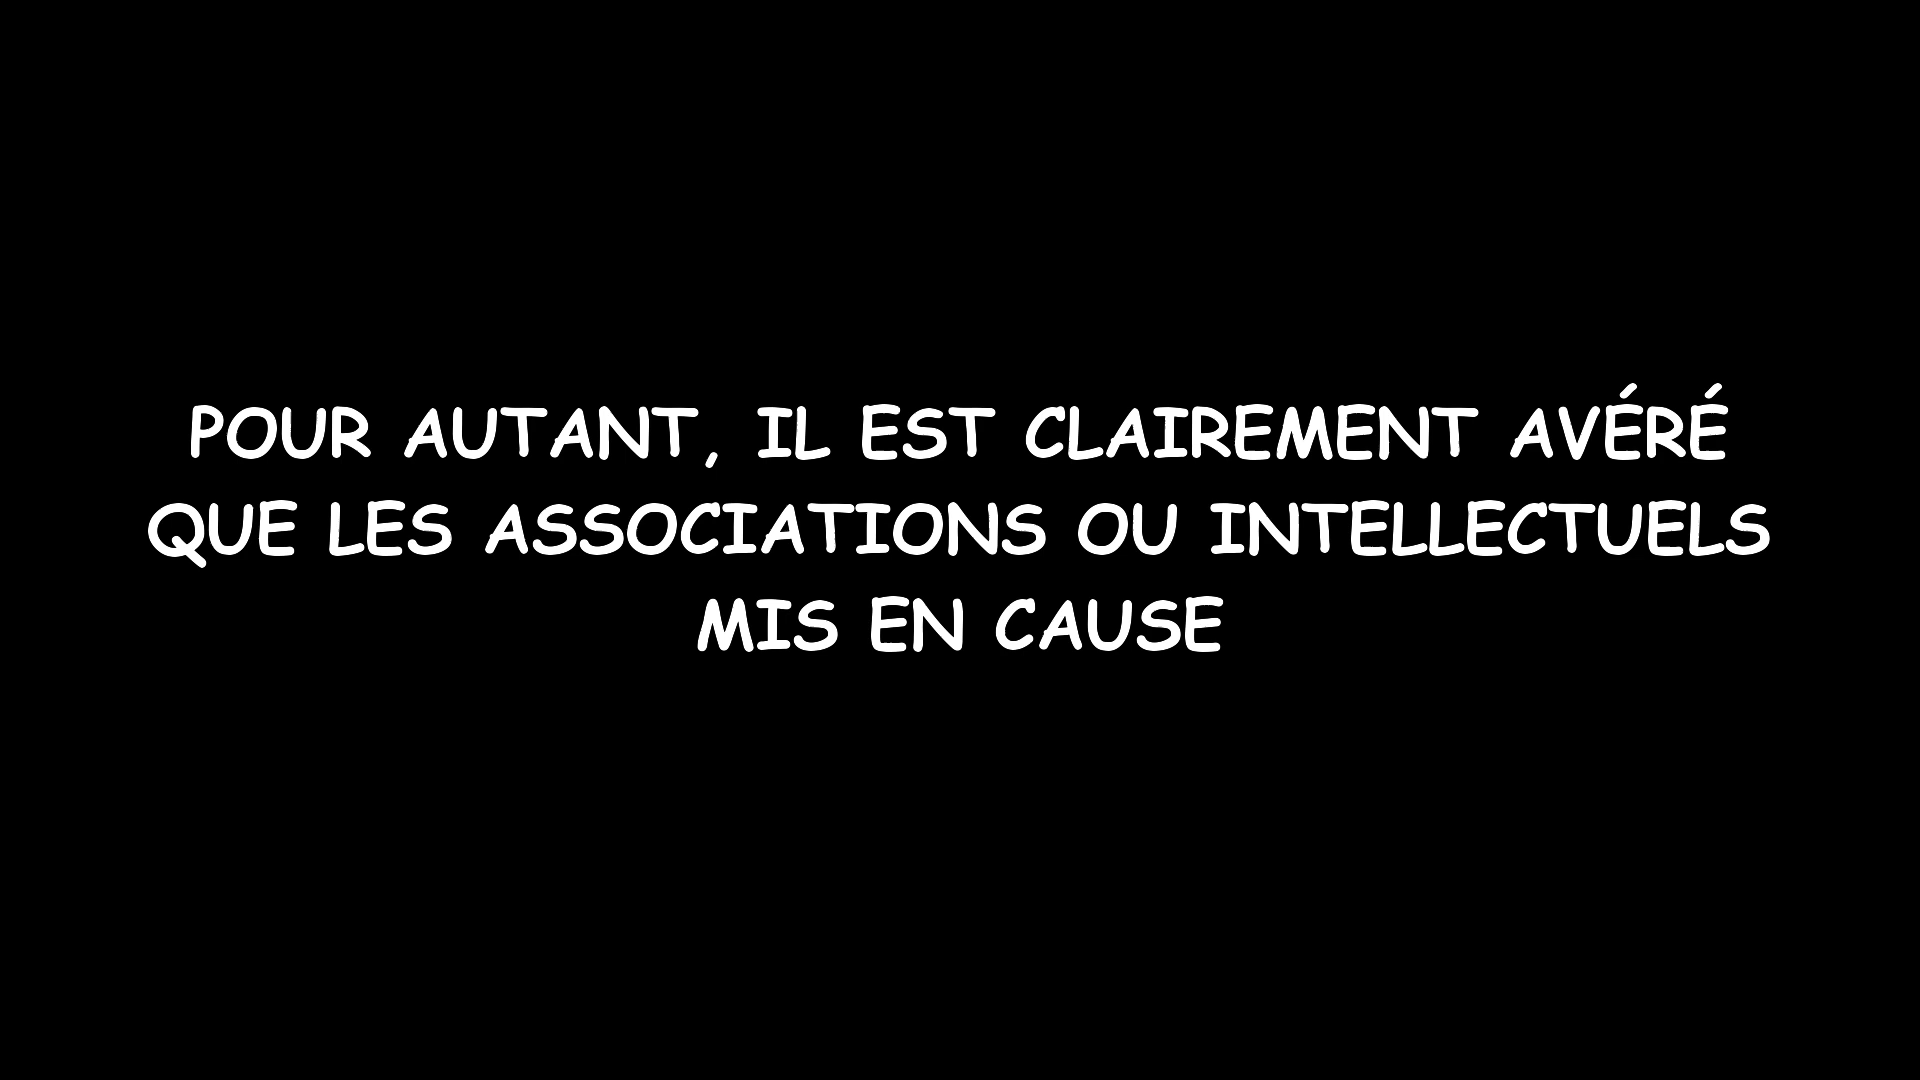 POUR AUTANT, IL EST CLAIREMENT AVÉRÉ
QUE LES ASSOCIATIONS OU INTELLECTUELS
MIS EN CAUSE